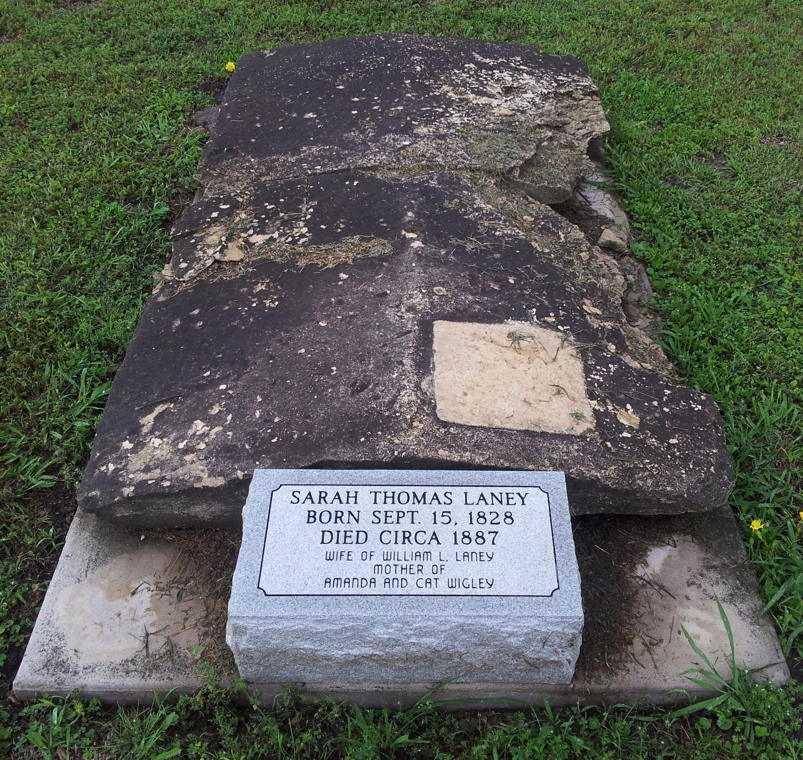 SARAH THOMAS LANEY
BORN SEPT. 15, 1828
DIED CIRCA 1887
WIFE OF WILLIAM L. LANEY
MOTHER OF
AMANDA AND CAT WIGLEY